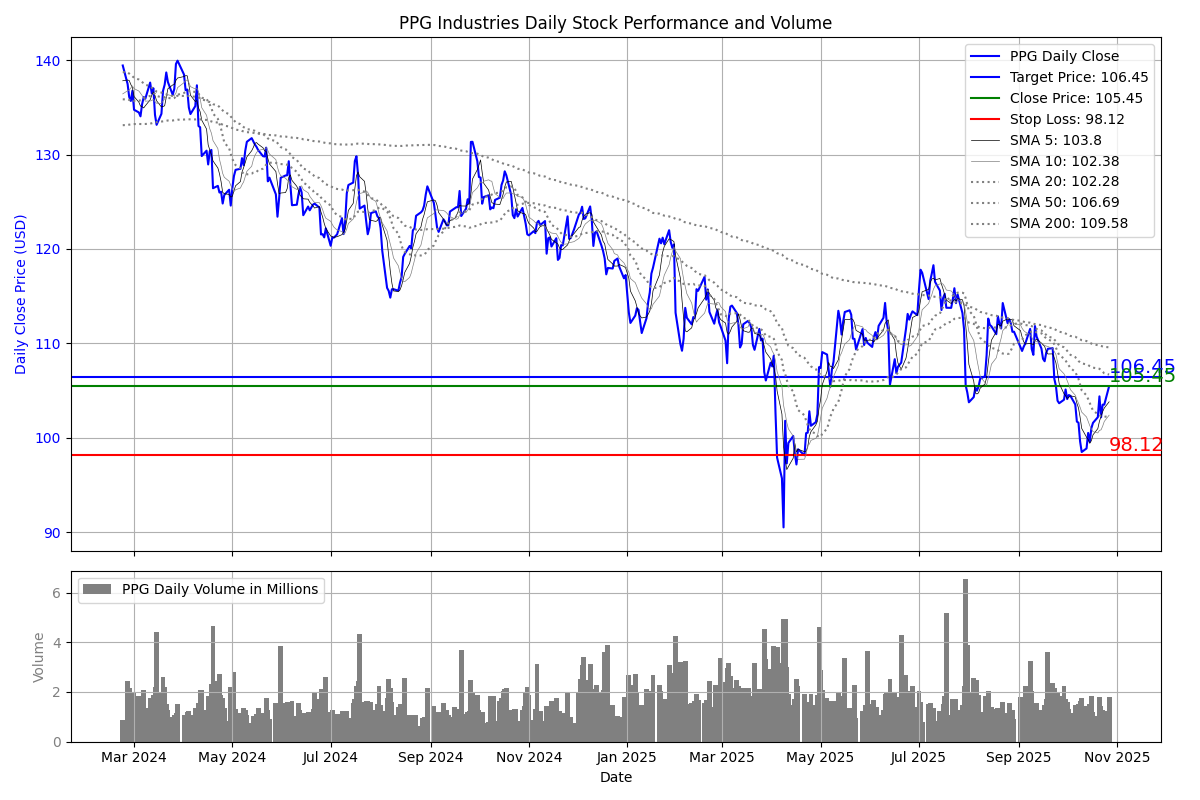 PPG Industries Daily Stock Performance and Volume
Daily Close Price (USD)
140
130
120
110
100
90
PPG Daily Close
Target Price: 106.45
Close Price: 105.45
Stop Loss: 98.12
SMA 5: 103.8
SMA 10: 102.38
SMA 20: 102.28
SMA 50: 106.69
SMA 200: 109.58
106.45
105.45
98.12
Volume
6
4
2
0
PPG Daily Volume in Millions
Mar 2024 May 2024 Jul 2024 Sep 2024 Nov 2024 Jan 2025 Mar 2025 May 2025 Jul 2025 Sep 2025 Nov 2025
Date